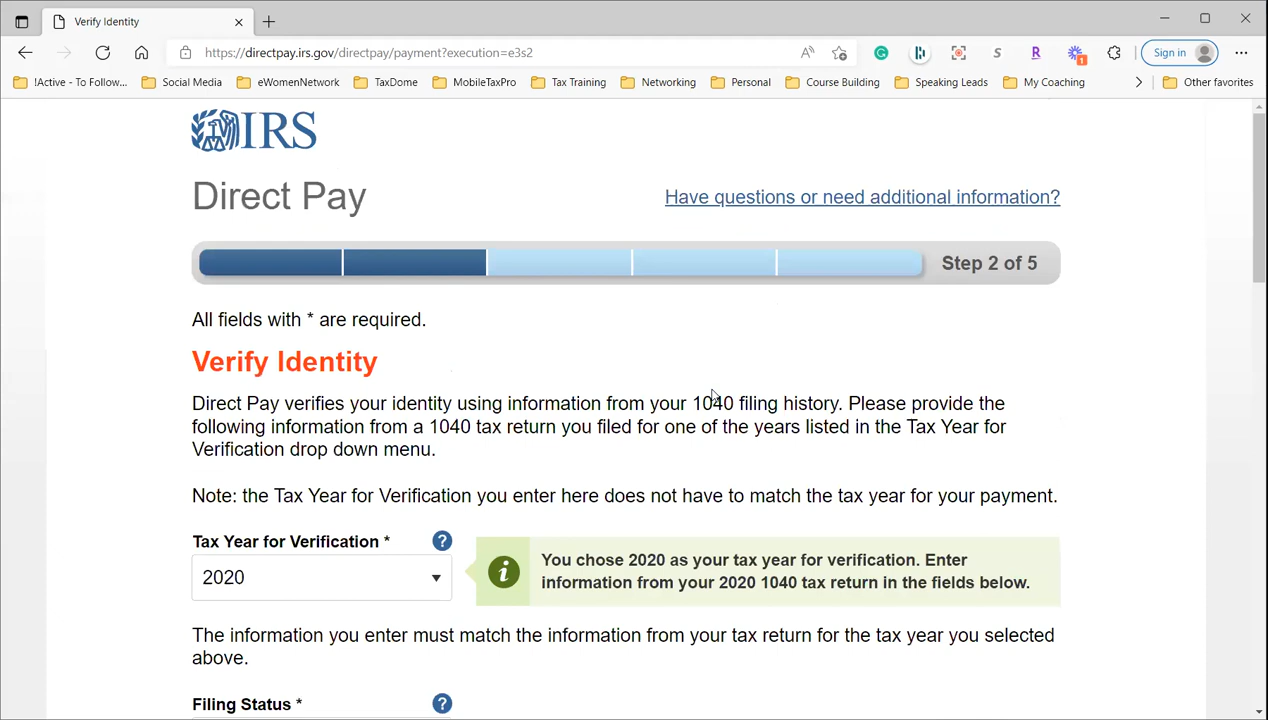 Verify Identity
https://directpay.irs.gov/directpay/payment?execution=e3s2
Sign in
!Active - To Follow...
Social Media
eWomenNetwork
TaxDome
MobileTaxPro
Tax Training
Networking
Personal
Course Building
Speaking Leads
My Coaching
Other favorites
IRS
Direct Pay
Have questions or need additional information?
Step 2 of 5
All fields with * are required.
Verify Identity
Direct Pay verifies your identity using information from your 1040 filing history. Please provide the
following information from a 1040 tax return you filed for one of the years listed in the Tax Year for
Verification drop down menu.
Note: the Tax Year for Verification you enter here does not have to match the tax year for your payment.
Tax Year for Verification * ?
2020
i
You chose 2020 as your tax year for verification. Enter
information from your 2020 1040 tax return in the fields below.
The information you enter must match the information from your tax return for the tax year you selected
above.
Filing Status * ?